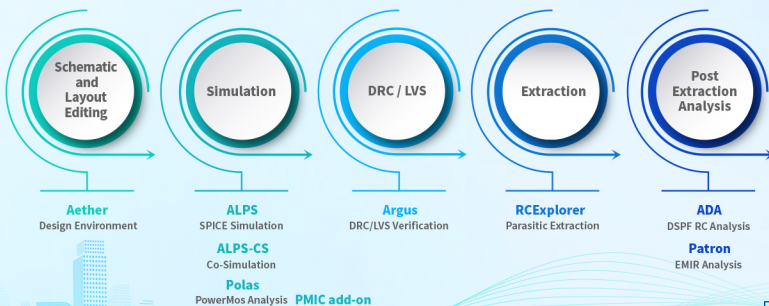 Schematic
and
Layout
Editing
Simulation
DRC / LVS
Extraction
Post
Extraction
Analysis
Aether
Design Environment
ALPS
SPICE Simulation
ALPS-CS
Co-Simulation
Polas
PowerMos Analysis
PMIC add-on
Argus
DRC/LVS Verification
RCExplorer
Parasitic Extraction
ADA
DSPF RC Analysis
Patron
EMIR Analysis